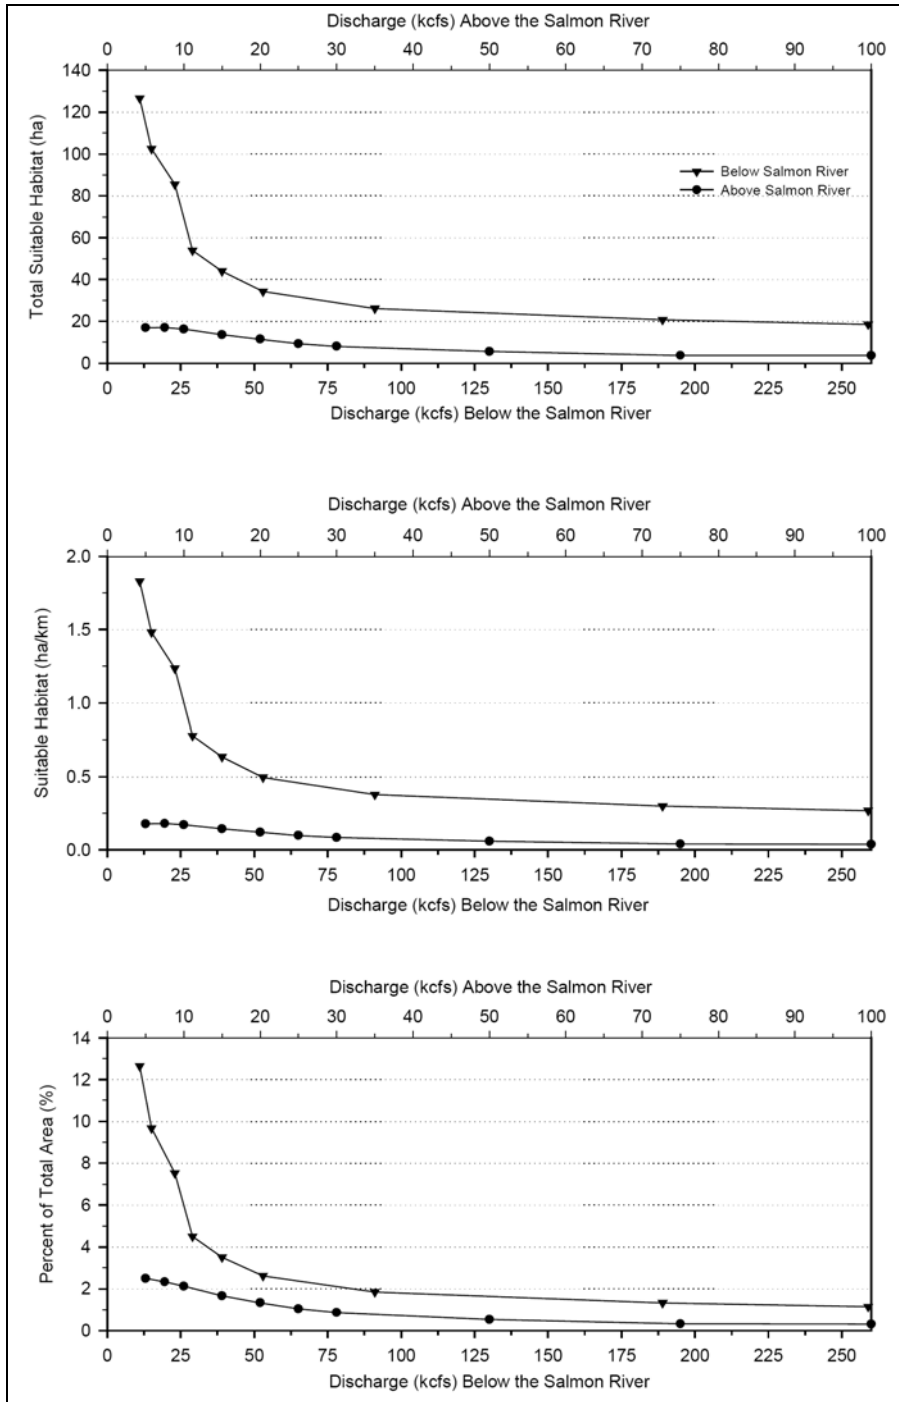 Discharge (kcfs) Above the Salmon River
0 10 20 30 40 50 60 70 80 90 100
140
120
100
80
60
40
20
0
Total Suitable Habitat (ha)
Below Salmon River
Above Salmon River
0 25 50 75 100 125 150 175 200 225 250
Discharge (kcfs) Below the Salmon River
Discharge (kcfs) Above the Salmon River
0 10 20 30 40 50 60 70 80 90 100
2.0
1.5
1.0
0.5
0.0
Suitable Habitat (ha/km)
0 25 50 75 100 125 150 175 200 225 250
Discharge (kcfs) Below the Salmon River
Discharge (kcfs) Above the Salmon River
0 10 20 30 40 50 60 70 80 90 100
14
12
10
8
6
4
2
0
Percent of Total Area (%)
0 25 50 75 100 125 150 175 200 225 250
Discharge (kcfs) Below the Salmon River